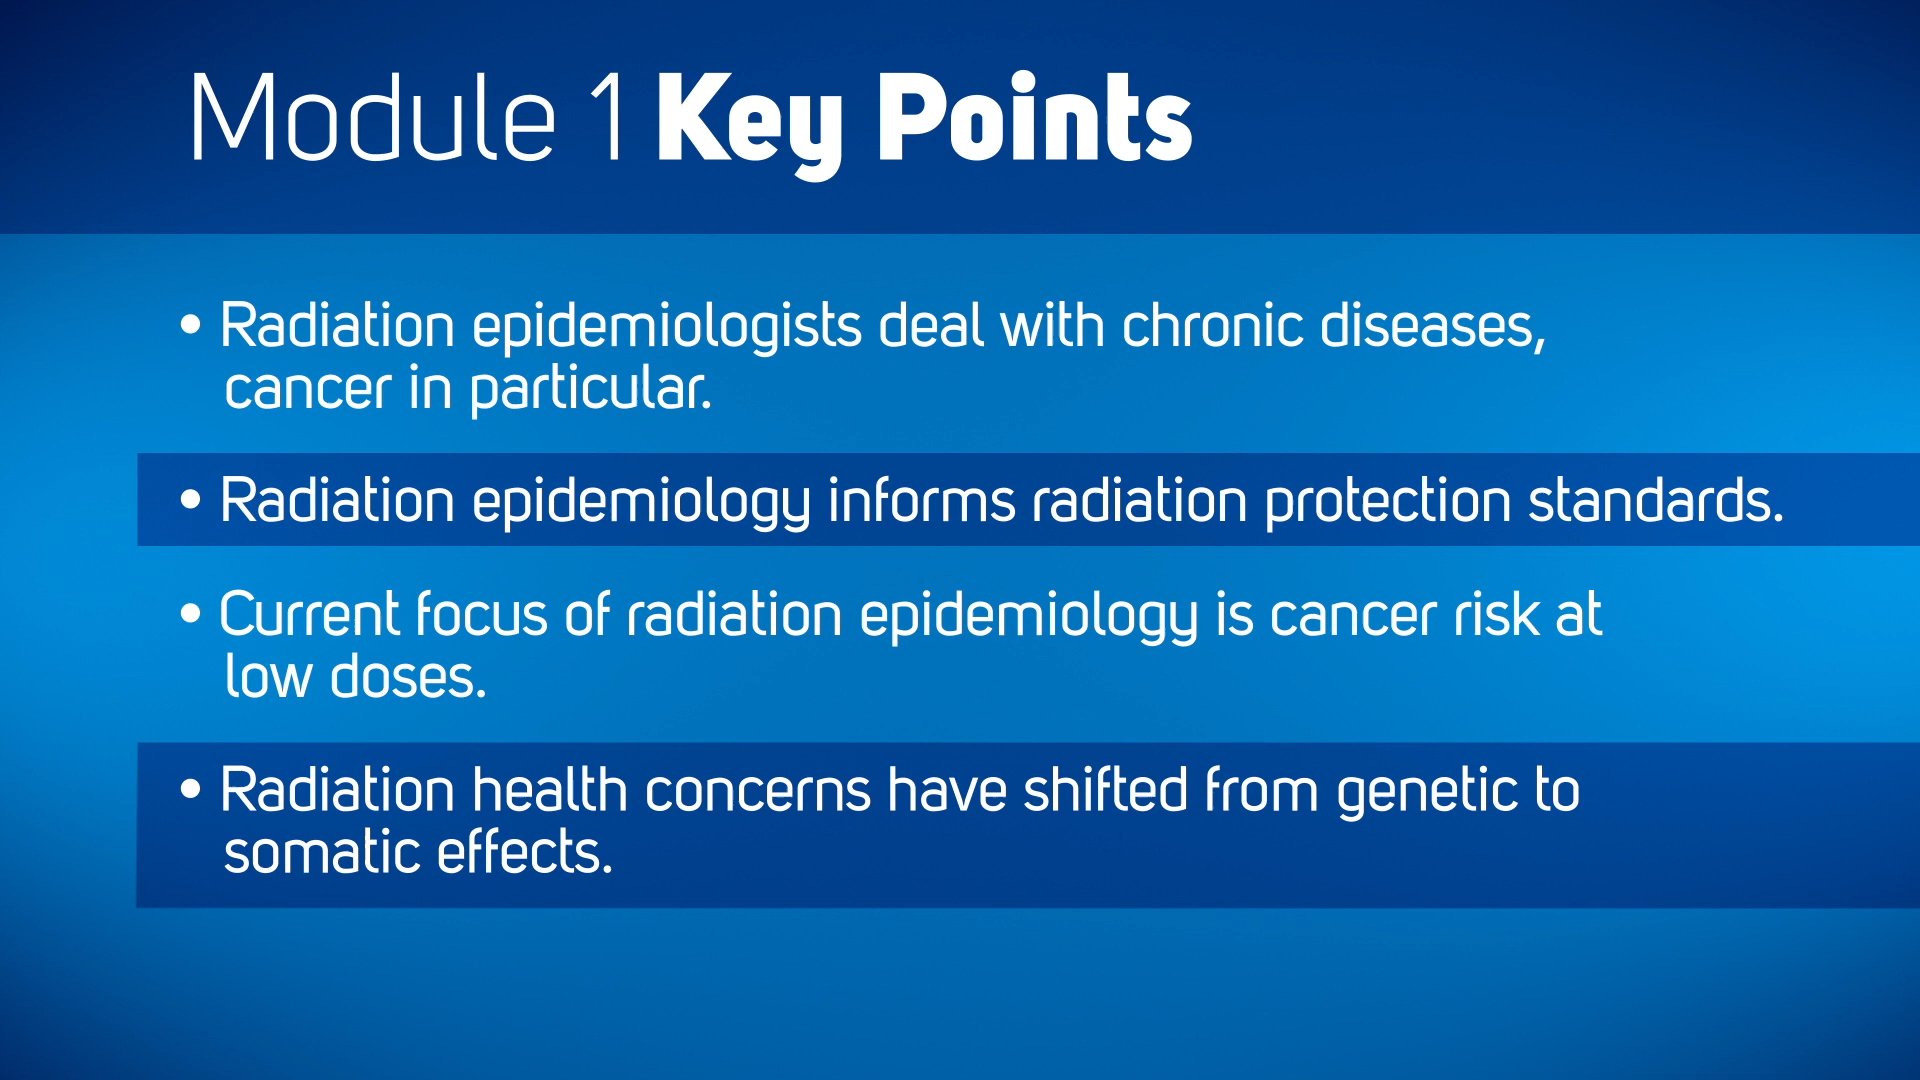 Module 1 Key Points
• Radiation epidemiologists deal with chronic diseases,
cancer in particular.
• Radiation epidemiology informs radiation protection standards.
• Current focus of radiation epidemiology is cancer risk at
low doses.
• Radiation health concerns have shifted from genetic to
somatic effects.